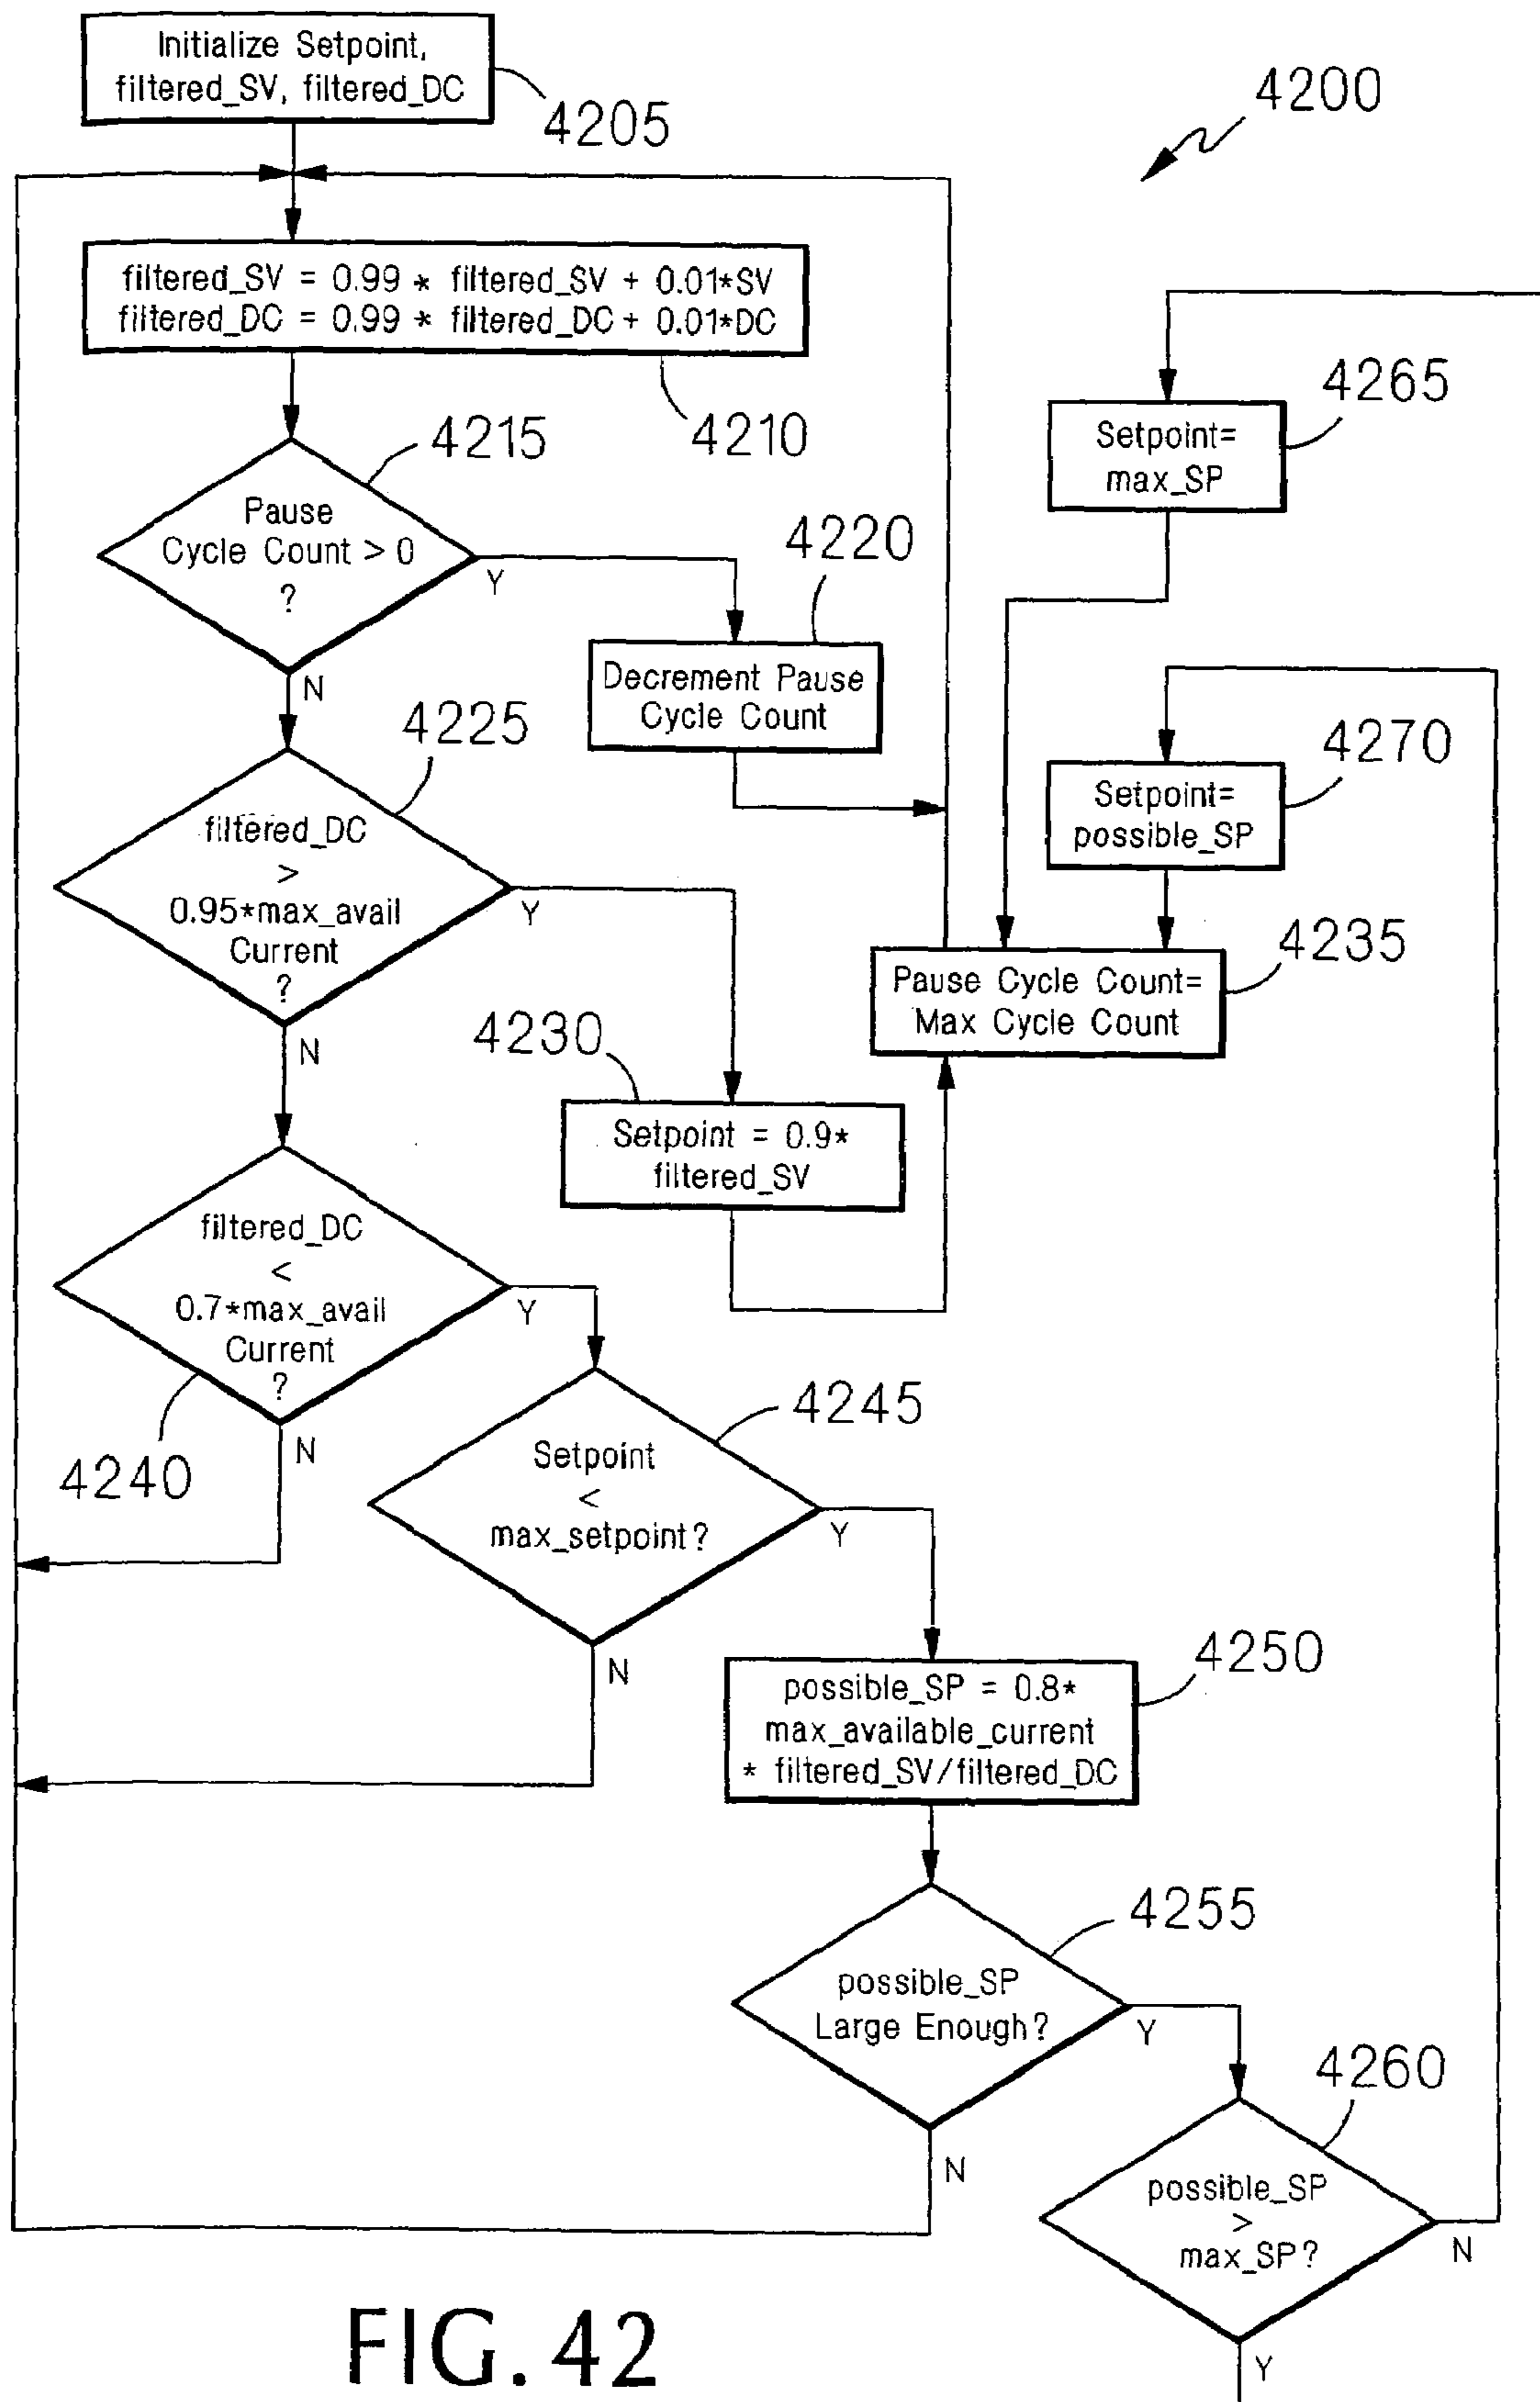 Initialize Setpoint,
filtered_SV, filtered_DC
4205
4200
filtered_SV = 0.99 * filtered_SV + 0.01*SV
filtered_DC = 0.99 * filtered_DC + 0.01*DC
4210
4215
Pause
Cycle Count > 0
?
Y
N
4220
Decrement Pause
Cycle Count
4265
Setpoint=
max_SP
4270
Setpoint=
possible_SP
4225
filtered_DC
>
0.95*max_avail
Current
?
Y
N
4235
Pause Cycle Count=
Max Cycle Count
4230
Setpoint = 0.9*
filtered_SV
filtered_DC
<
0.7*max_avail
Current
?
Y
N
4240
4245
Setpoint
<
max_setpoint?
Y
N
4250
possible_SP = 0.8*
max_available_current
* filtered_SV/filtered_DC
4255
possible_SP
Large Enough?
Y
N
4260
possible_SP
>
max_SP?
N
Y
FIG. 42